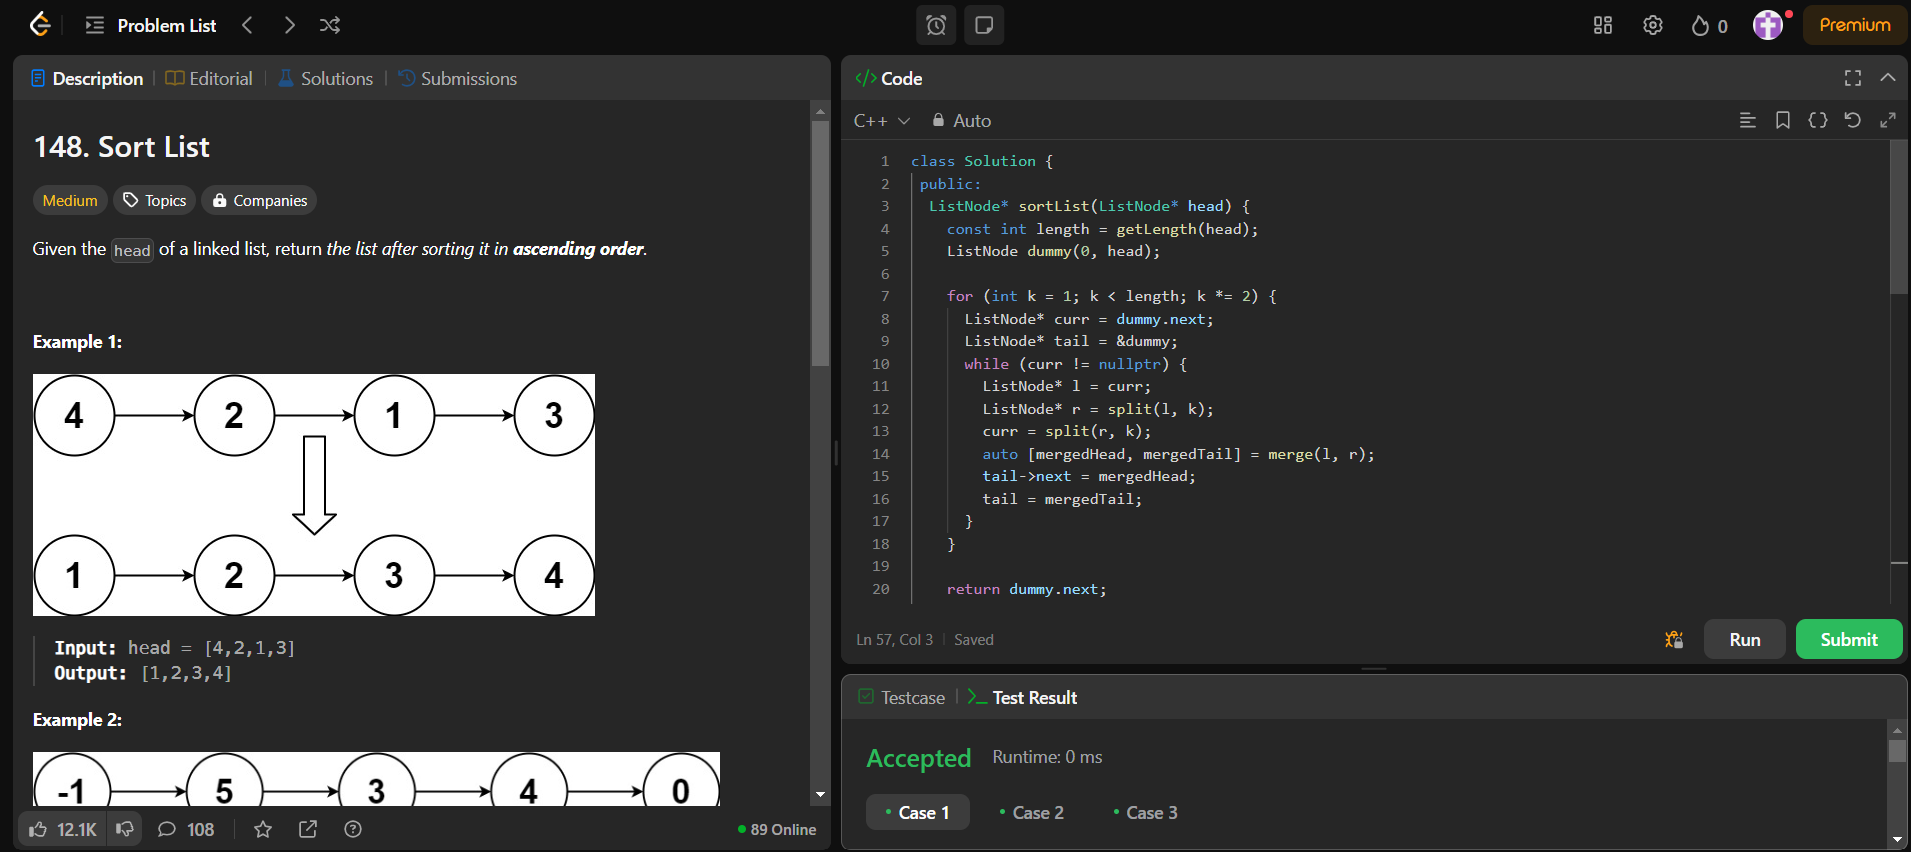 Problem List
0
Premium
Description
Editorial
Solutions
Submissions
148. Sort List
Medium
Topics
Companies
Given the head of a linked list, return the list after sorting it in ascending order.
Example 1:
4
2
1
3
1
2
3
4
Input: head = [4,2,1,3]
Output: [1,2,3,4]
Example 2:
-1
5
3
4
0
12.1K
108
89 Online
</> Code
C++
Auto
1 class Solution {
2 public:
3 ListNode* sortList(ListNode* head) {
4 const int length = getLength(head);
5 ListNode dummy(0, head);
6
7 for (int k = 1; k < length; k *= 2) {
8 ListNode* curr = dummy.next;
9 ListNode* tail = &dummy;
10 while (curr != nullptr) {
11 ListNode* l = curr;
12 ListNode* r = split(l, k);
13 curr = split(r, k);
14 auto [mergedHead, mergedTail] = merge(l, r);
15 tail->next = mergedHead;
16 tail = mergedTail;
17 }
18 }
19
20 return dummy.next;
Ln 57, Col 3
Saved
Run
Submit
Testcase
Test Result
Accepted
Runtime: 0 ms
Case 1
Case 2
Case 3